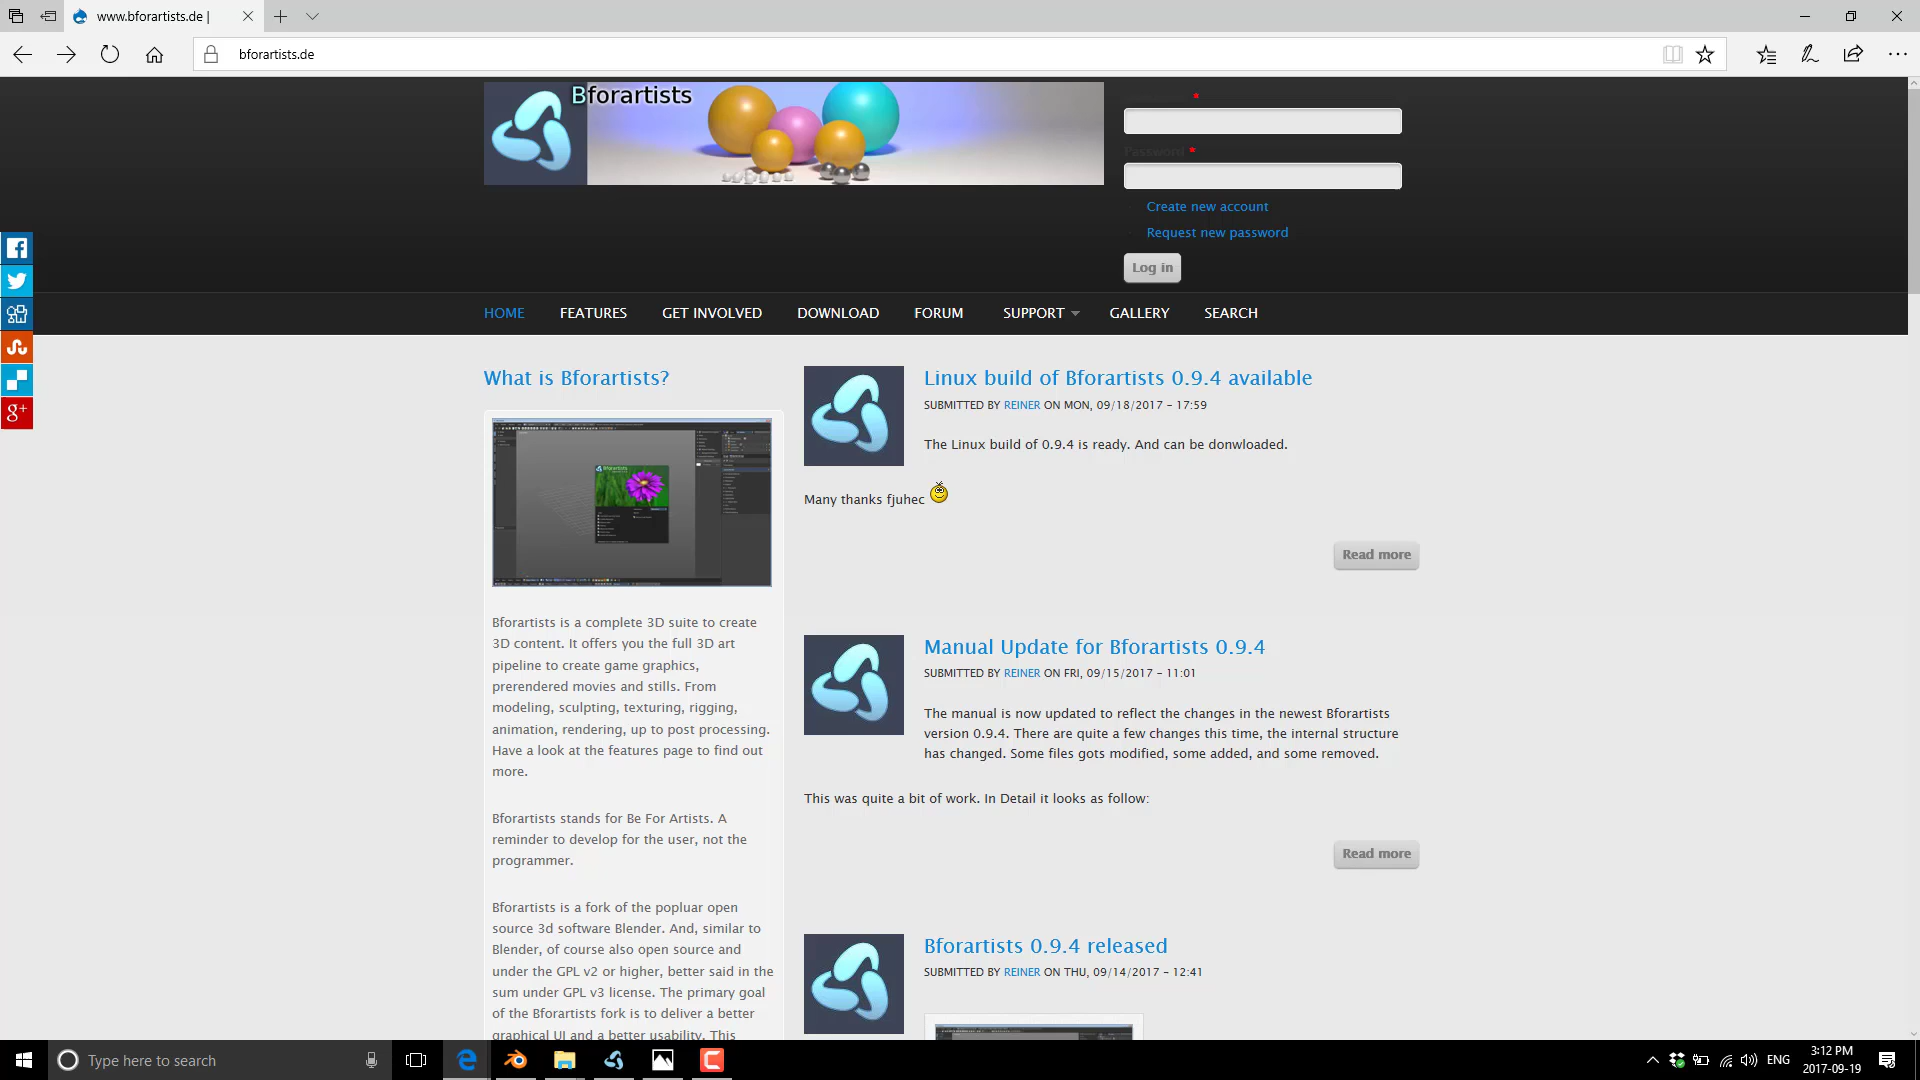 www.bforartists.de |
bforartists.de
Bforartists
*
Password *
Create new account
Request new password
Log in
HOME
FEATURES
GET INVOLVED
DOWNLOAD
FORUM
SUPPORT
GALLERY
SEARCH
What is Bforartists?
Bforartists
Bforartists is a complete 3D suite to create
3D content. It offers you the full 3D art
pipeline to create game graphics,
prerendered movies and stills. From
modeling, sculpting, texturing, rigging,
animation, rendering, up to post processing.
Have a look at the features page to find out
more.
Bforartists stands for Be For Artists. A
reminder to develop for the user, not the
programmer.
Bforartists is a fork of the popluar open
source 3d software Blender. And, similar to
Blender, of course also open source and
under the GPL v2 or higher, better said in the
sum under GPL v3 license. The primary goal
of the Bforartists fork is to deliver a better
graphical UI and a better usability. This
Linux build of Bforartists 0.9.4 available
SUBMITTED BY REINER ON MON, 09/18/2017 - 17:59
The Linux build of 0.9.4 is ready. And can be donwloaded.
Many thanks fjuhec
Read more
Manual Update for Bforartists 0.9.4
SUBMITTED BY REINER ON FRI, 09/15/2017 - 11:01
The manual is now updated to reflect the changes in the newest Bforartists
version 0.9.4. There are quite a few changes this time, the internal structure
has changed. Some files gots modified, some added, and some removed.
This was quite a bit of work. In Detail it looks as follow:
Read more
Bforartists 0.9.4 released
SUBMITTED BY REINER ON THU, 09/14/2017 - 12:41
Type here to search
ENG
3:12 PM
2017-09-19